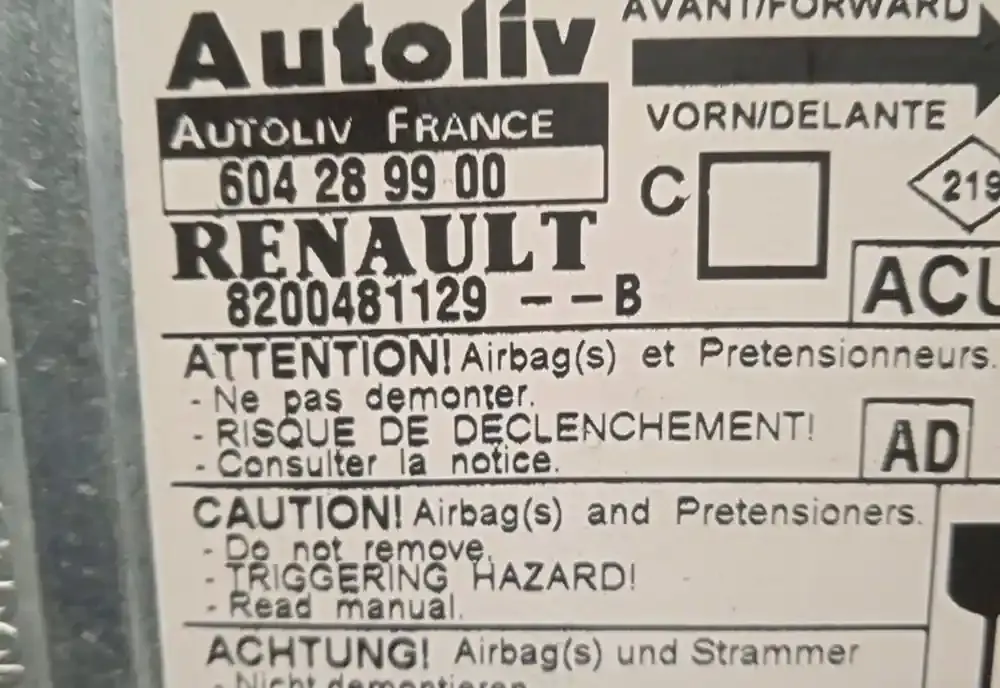 Autoliv
AUTOLIV FRANCE
604 28 99 00
RENAULT
8200481129 --B
AVANT/FORWARD
VORN/DELANTE
C
219
ACU
ATTENTION! Airbag(s) et Pretensionneurs.
- Ne pas demonter.
- RISQUE DE DECLENCHEMENT!
- Consulter la notice.
AD
CAUTION! Airbag(s) and Pretensioners.
- Do not remove.
- TRIGGERING HAZARD!
- Read manual.
ACHTUNG! Airbag(s) und Strammer
- Nicht demontieren